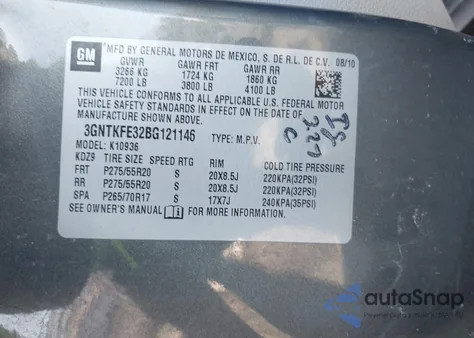 GM MFD BY GENERAL MOTORS DE MEXICO, S. DE R.L. DE C.V. 08/10
GVWR GAWR FRT GAWR RR
3266 KG 1724 KG 1860 KG
7200 LB 3800 LB 4100 LB
THIS VEHICLE CONFORMS TO ALL APPLICABLE U.S. FEDERAL
MOTOR VEHICLE SAFETY STANDARDS IN EFFECT ON THE DATE OF
MANUFACTURE SHOWN ABOVE.
3GNTKFE32BG121145 TYPE: M.P.V.
MODEL: K10936
KDZ9 TIRE SIZE SPEED RTG RIM COLD TIRE PRESSURE
FRT P275/55R20 S 20X8.5J 220KPA(32PSI)
RR P275/55R20 S 20X8.5J 220KPA(32PSI)
SPA P265/70R17 S 17X7J 240KPA(35PSI)
SEE OWNER'S MANUAL FOR MORE INFORMATION.
autoSnap